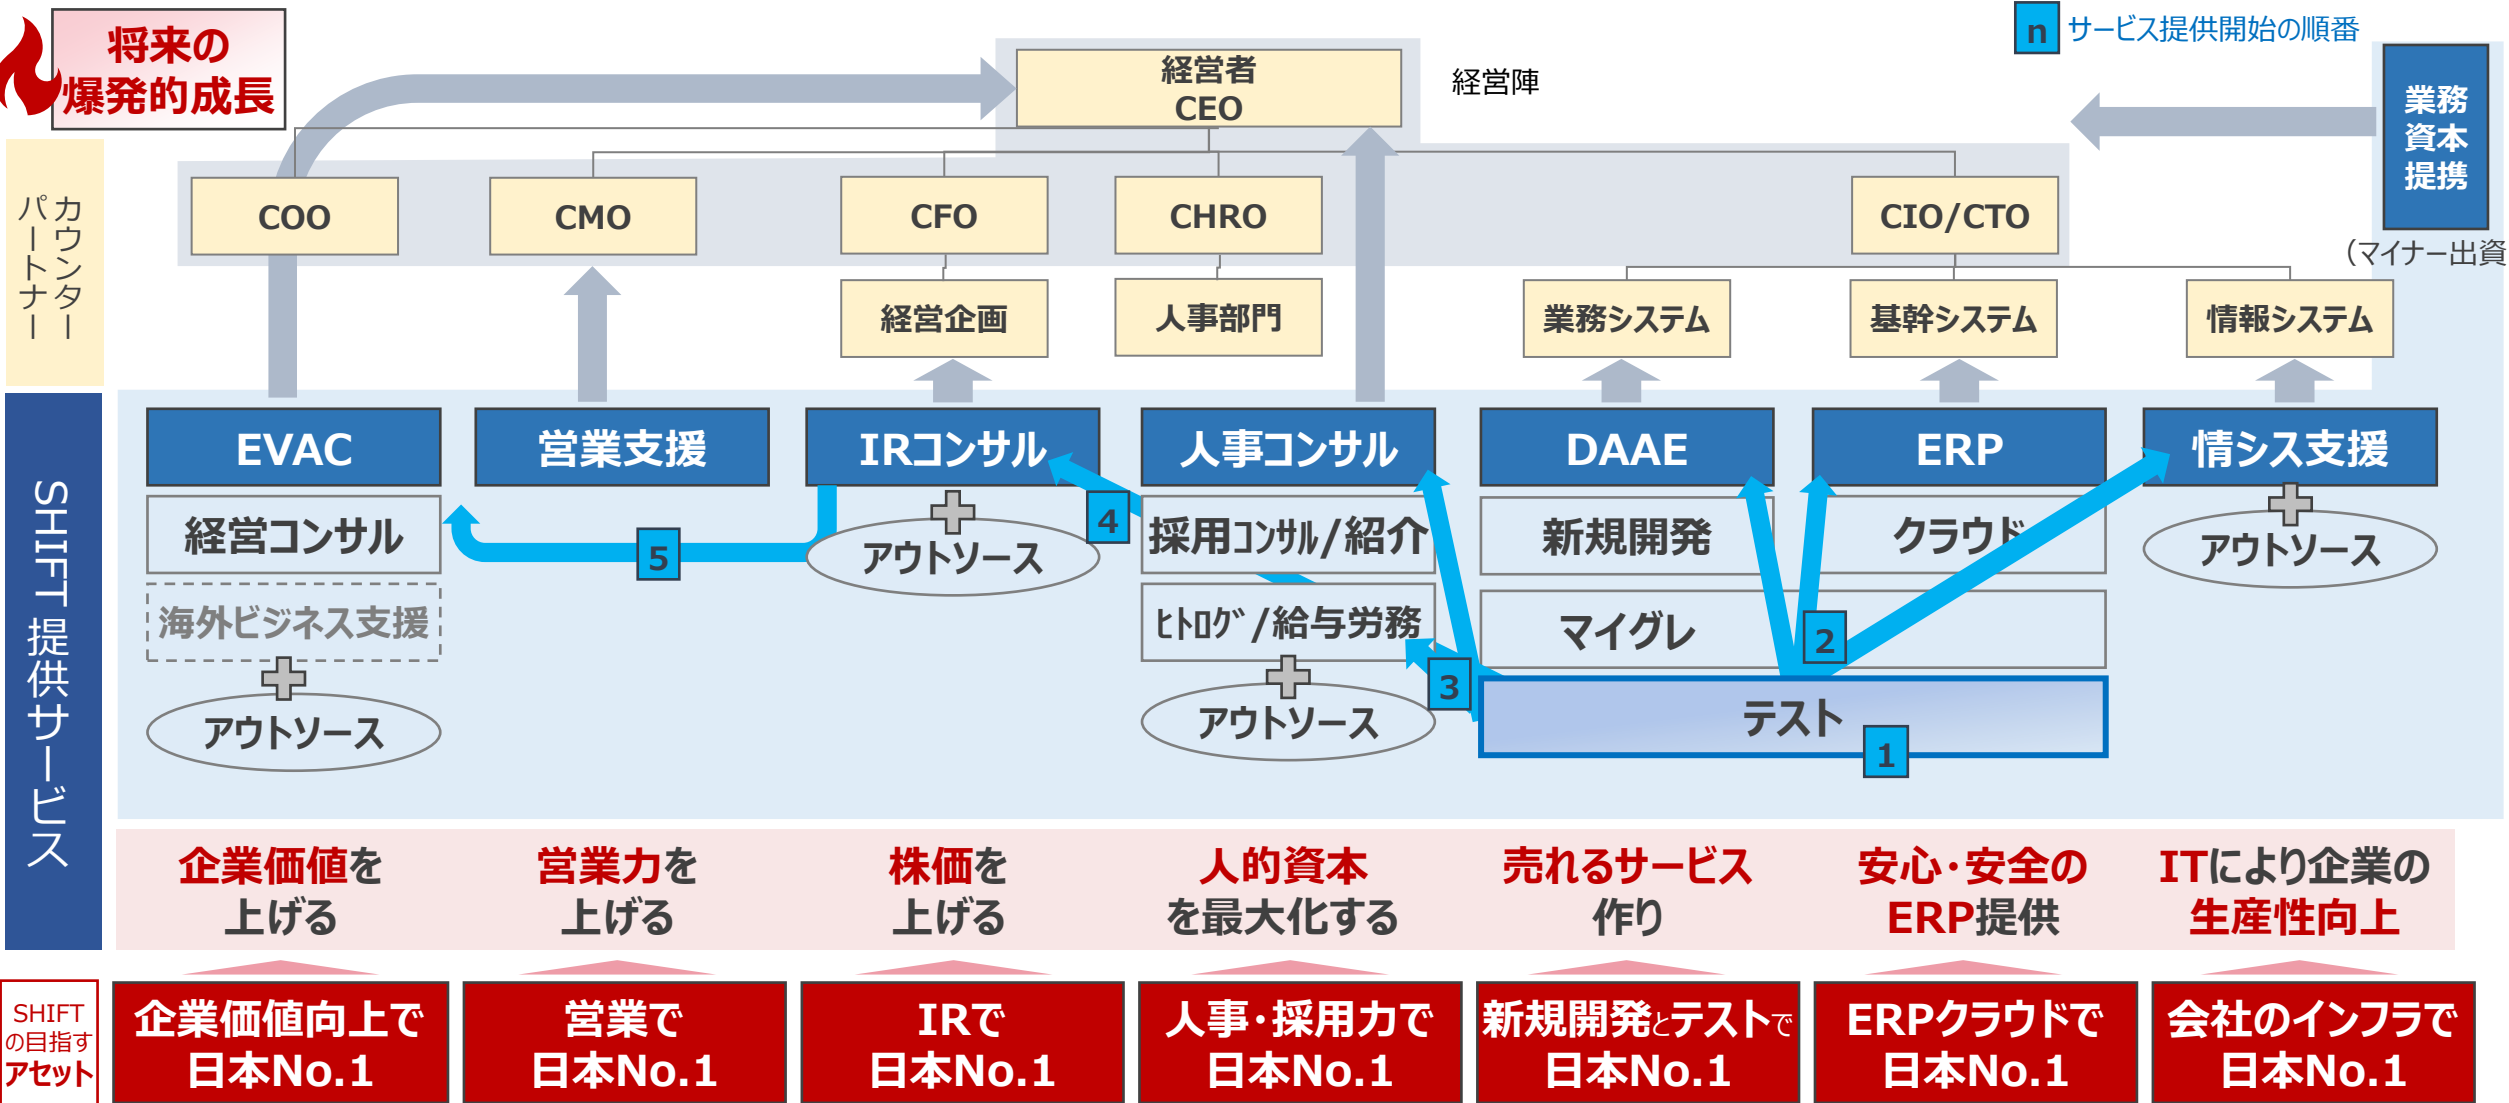 将来の
爆発的成長
n サービス提供開始の順番
経営者
CEO
経営陣
業務
資本
提携
(マイナー出資
カウンター
パートナー
COO
CMO
CFO
CHRO
CIO/CTO
経営企画
人事部門
業務システム
基幹システム
情報システム
SHIFT 提供サービス
EVAC
営業支援
IRコンサル
人事コンサル
DAAE
ERP
情シス支援
経営コンサル
海外ビジネス支援
アウトソース
5
アウトソース
4
採用コンサル/紹介
ヒトログ/給与労務
アウトソース
3
新規開発
クラウド
マイグレ
2
テスト
1
アウトソース
企業価値を
上げる
営業力を
上げる
株価を
上げる
人的資本
を最大化する
売れるサービス
作り
安心・安全の
ERP提供
ITにより企業の
生産性向上
SHIFT
の目指す
アセット
企業価値向上で
日本No.1
営業で
日本No.1
IRで
日本No.1
人事・採用力で
日本No.1
新規開発とテストで
日本No.1
ERPクラウドで
日本No.1
会社のインフラで
日本No.1